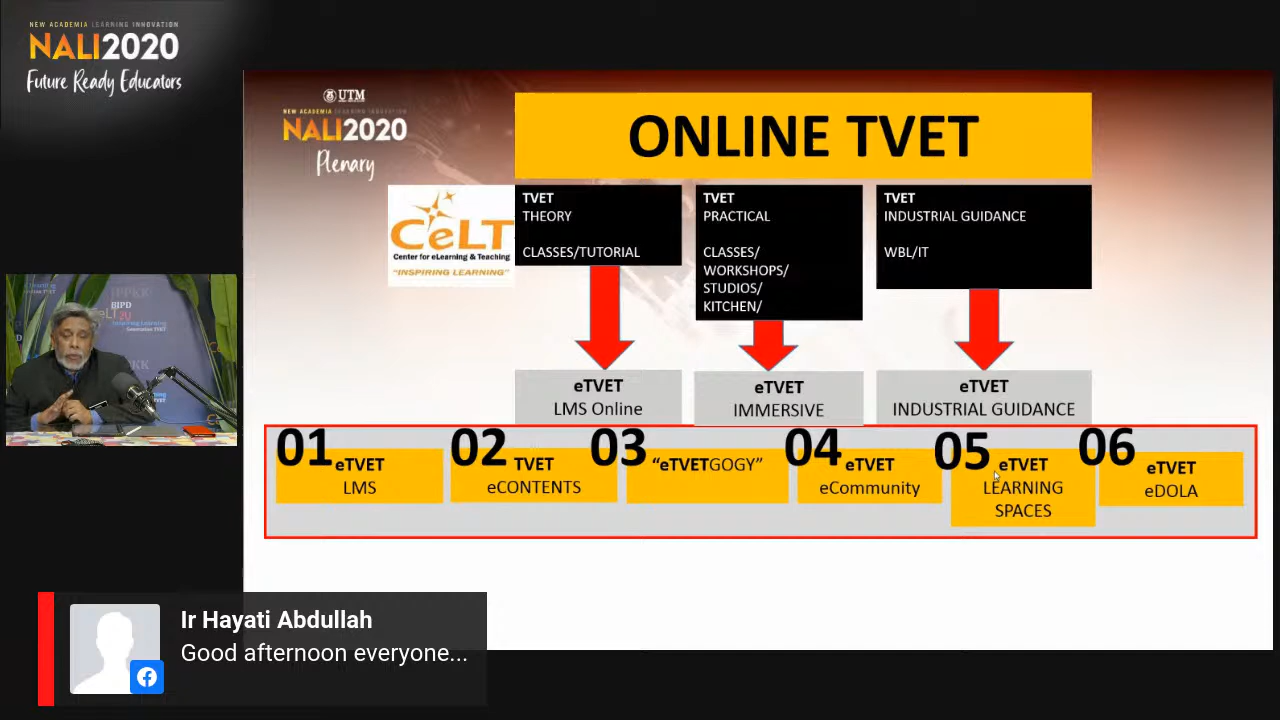 NEW ACADEMIA LEARNING INNOVATION
NALI2020
Future Ready Educators
UTM
NEW ACADEMIA LEARNING INNOVATION
NALI2020
Plenary
ONLINE TVET
CeLT
Center for eLearning & Teaching
"INSPIRING LEARNING"
TVET
THEORY
CLASSES/TUTORIAL
TVET
PRACTICAL
CLASSES/
WORKSHOPS/
STUDIOS/
KITCHEN/
TVET
INDUSTRIAL GUIDANCE
WBL/IT
eTVET
LMS Online
eTVET
IMMERSIVE
eTVET
INDUSTRIAL GUIDANCE
01 eTVET
LMS
02 TVET
eCONTENTS
03 “eTVETGOGY”
04 eTVET
eCommunity
05 eTVET
LEARNING
SPACES
06 eTVET
eDOLA
BIPD
Ir Hayati Abdullah
Good afternoon everyone...